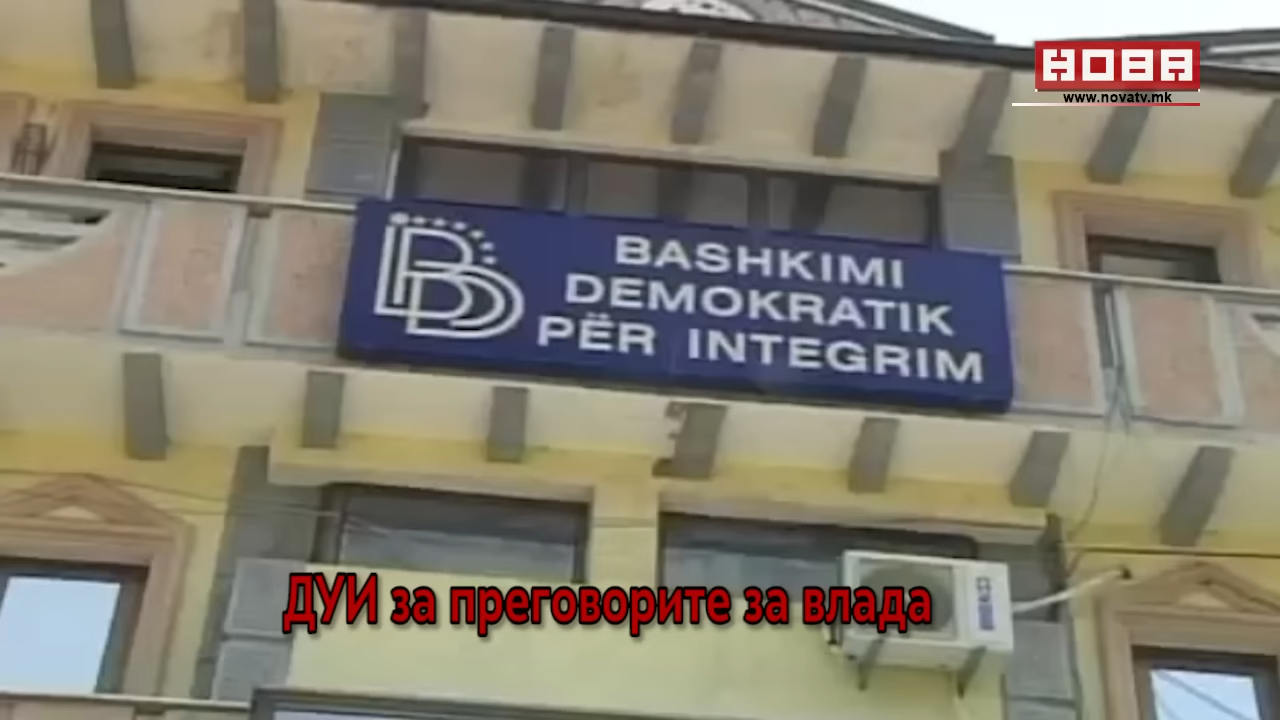 НОВА
www.novatv.mk
BASHKIMI
DEMOKRATIK
PËR INTEGRIM
ДУИ за преговорите за влада